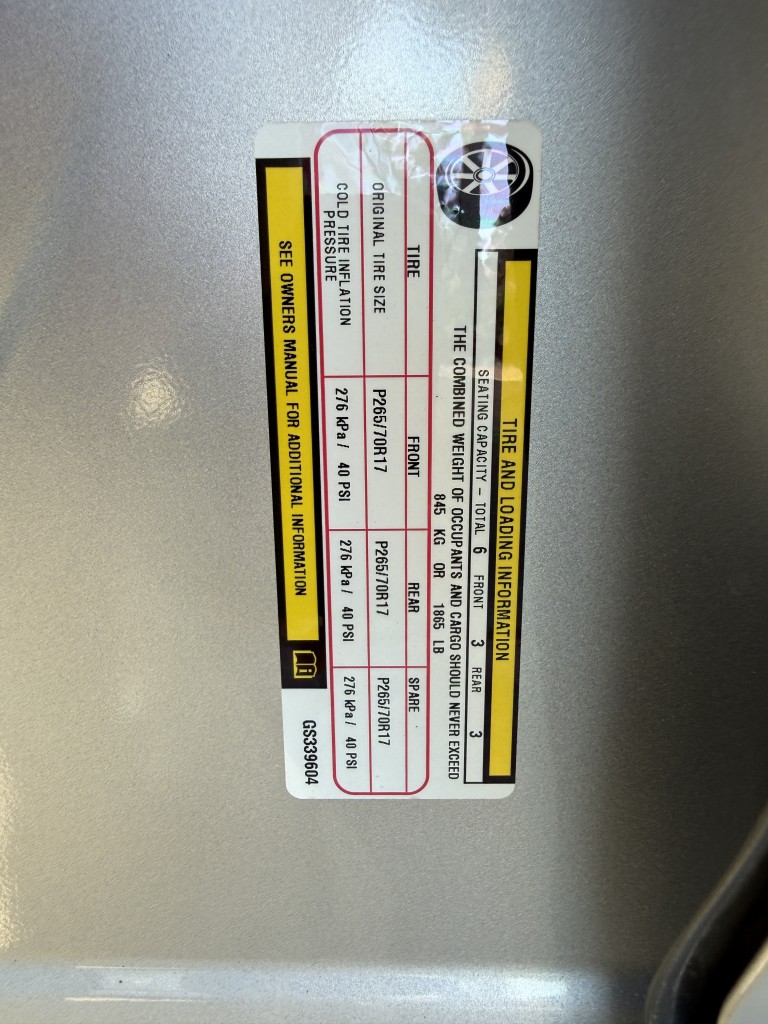 TIRE AND LOADING INFORMATION
SEATING CAPACITY – TOTAL 6 FRONT 3 REAR 3
THE COMBINED WEIGHT OF OCCUPANTS AND CARGO SHOULD NEVER EXCEED
845 KG OR 1865 LB
TIRE FRONT REAR SPARE
ORIGINAL TIRE SIZE P265/70R17 P265/70R17 P265/70R17
COLD TIRE INFLATION PRESSURE 276 kPa / 40 PSI 276 kPa / 40 PSI 276 kPa / 40 PSI
SEE OWNERS MANUAL FOR ADDITIONAL INFORMATION
GS339604